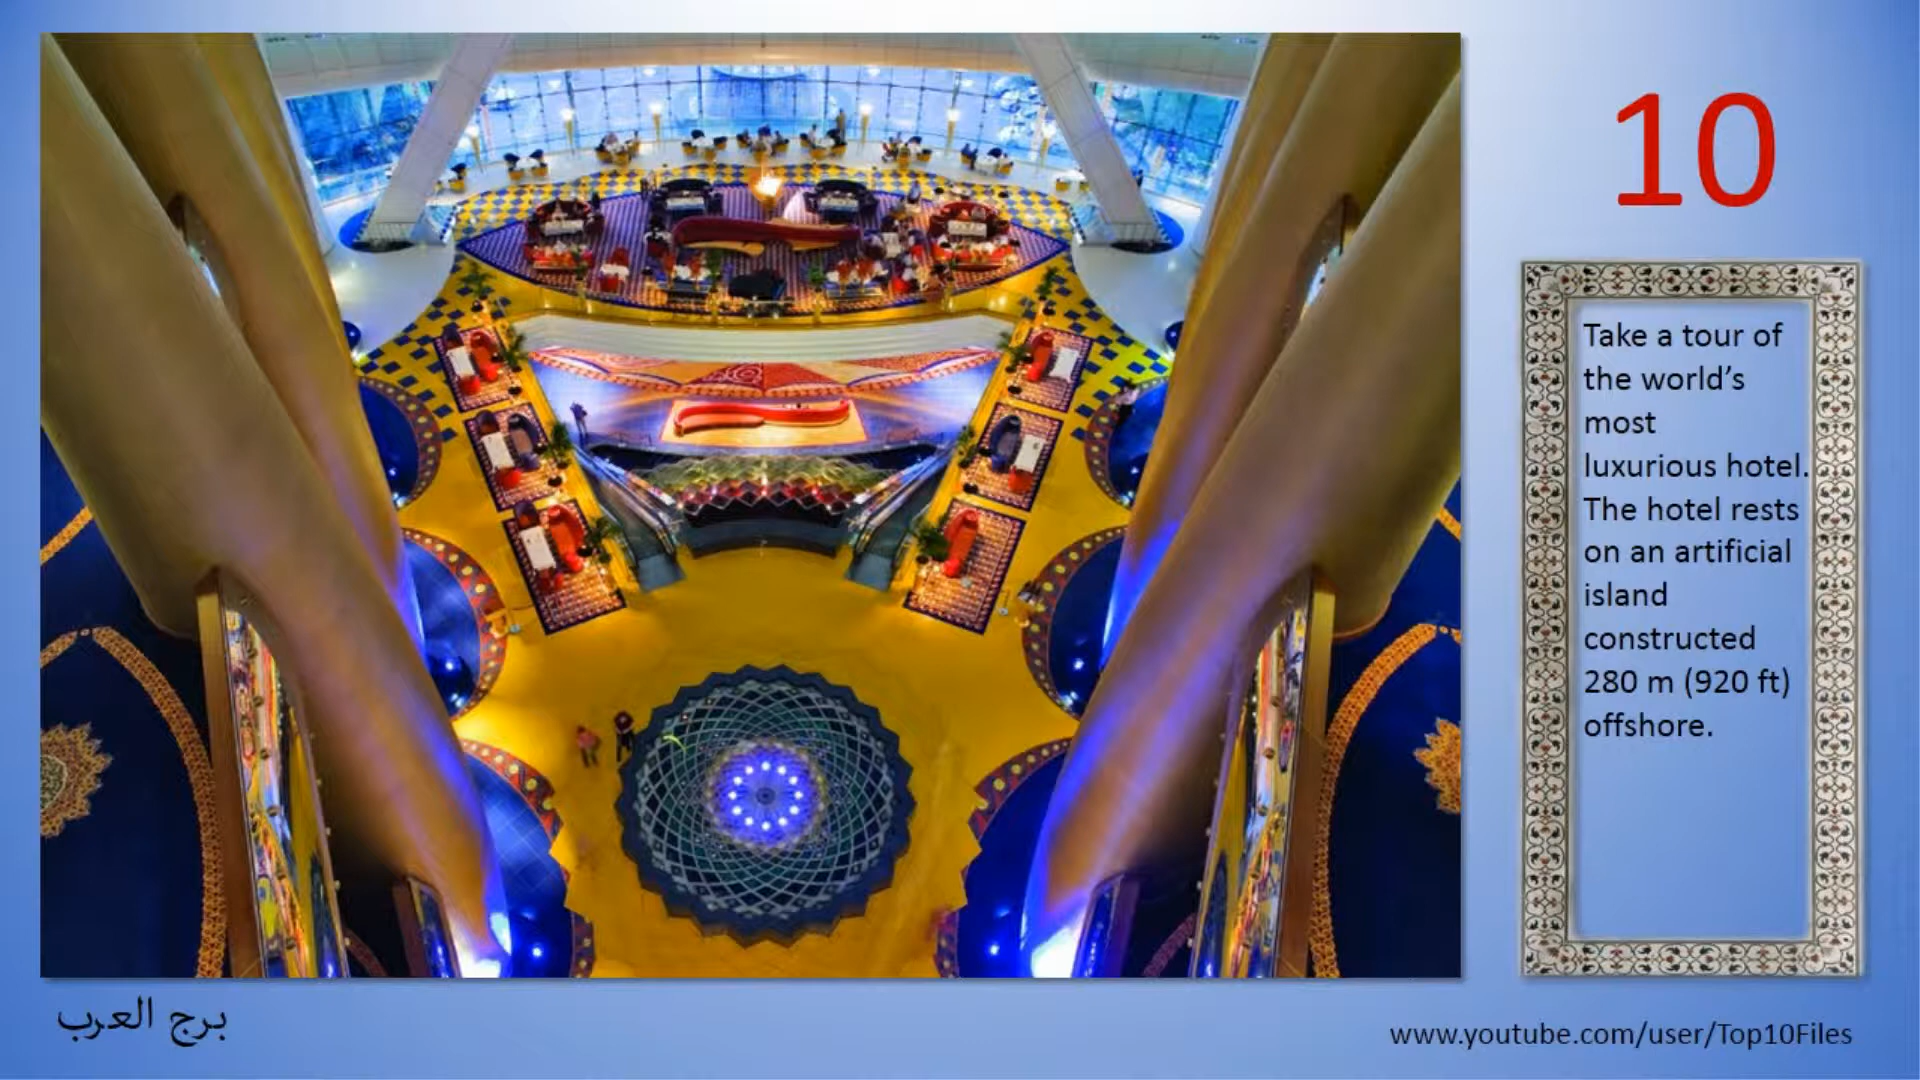 10
Take a tour of
the world’s
most
luxurious hotel.
The hotel rests
on an artificial
island
constructed
280 m (920 ft)
offshore.
برج العرب
www.youtube.com/user/Top10Files